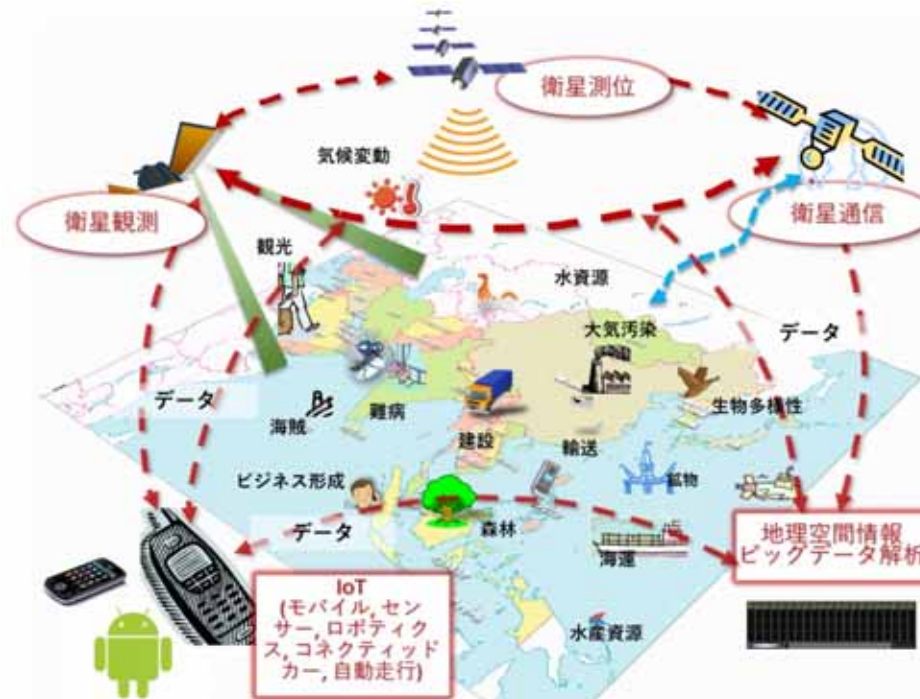 衛星測位
気候変動
衛星観測
衛星通信
観光
水資源
大気汚染
データ
データ
海賊
難病
建設
輸送
生物多様性
ビジネス形成
鉱物
データ
森林
海運
地理空間情報
ビッグデータ解析
IoT
(モバイル, セン
サー, ロボティク
ス, コネクティッド
カー, 自動走行)
水産資源